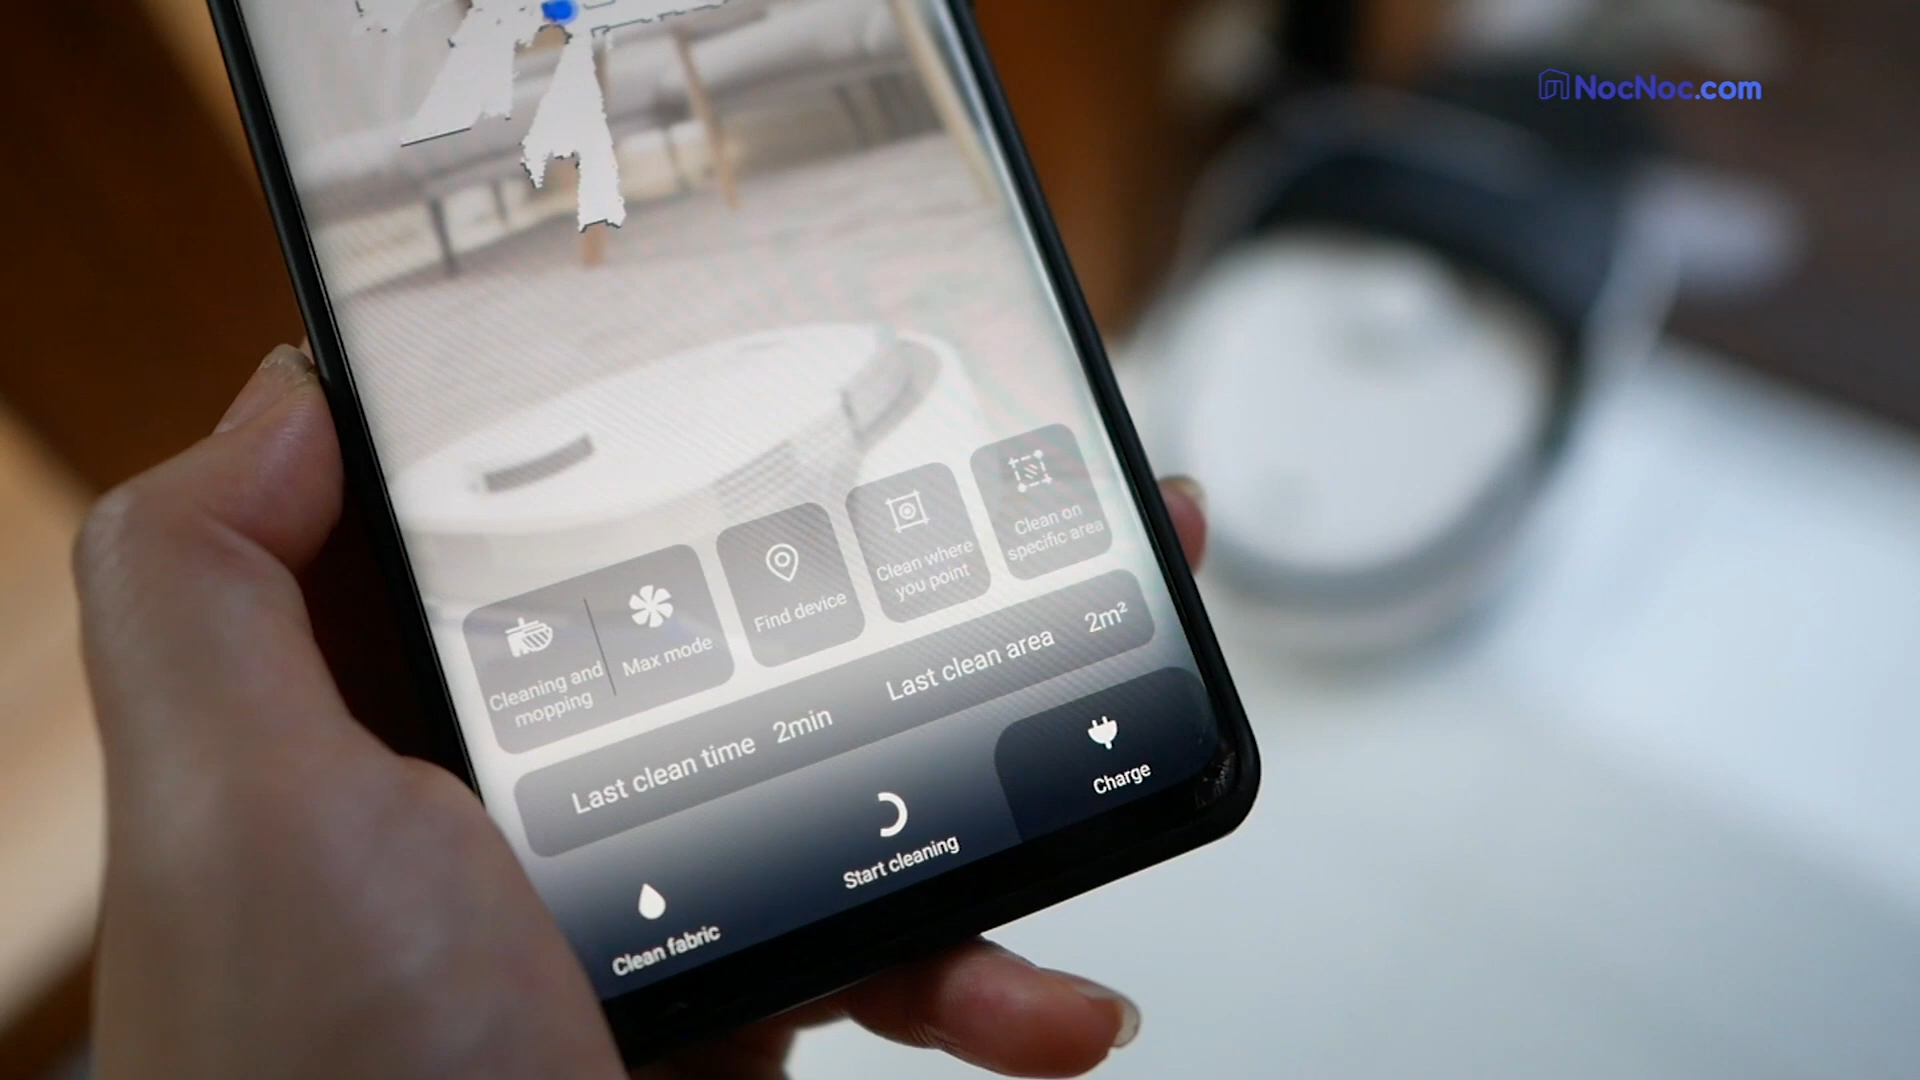 NocNoc.com
Cleaning and
mopping
Max mode
Find device
Clean where
you point
Clean on
specific area
Last clean time 2min
Last clean area 2m²
Clean fabric
Start cleaning
Charge